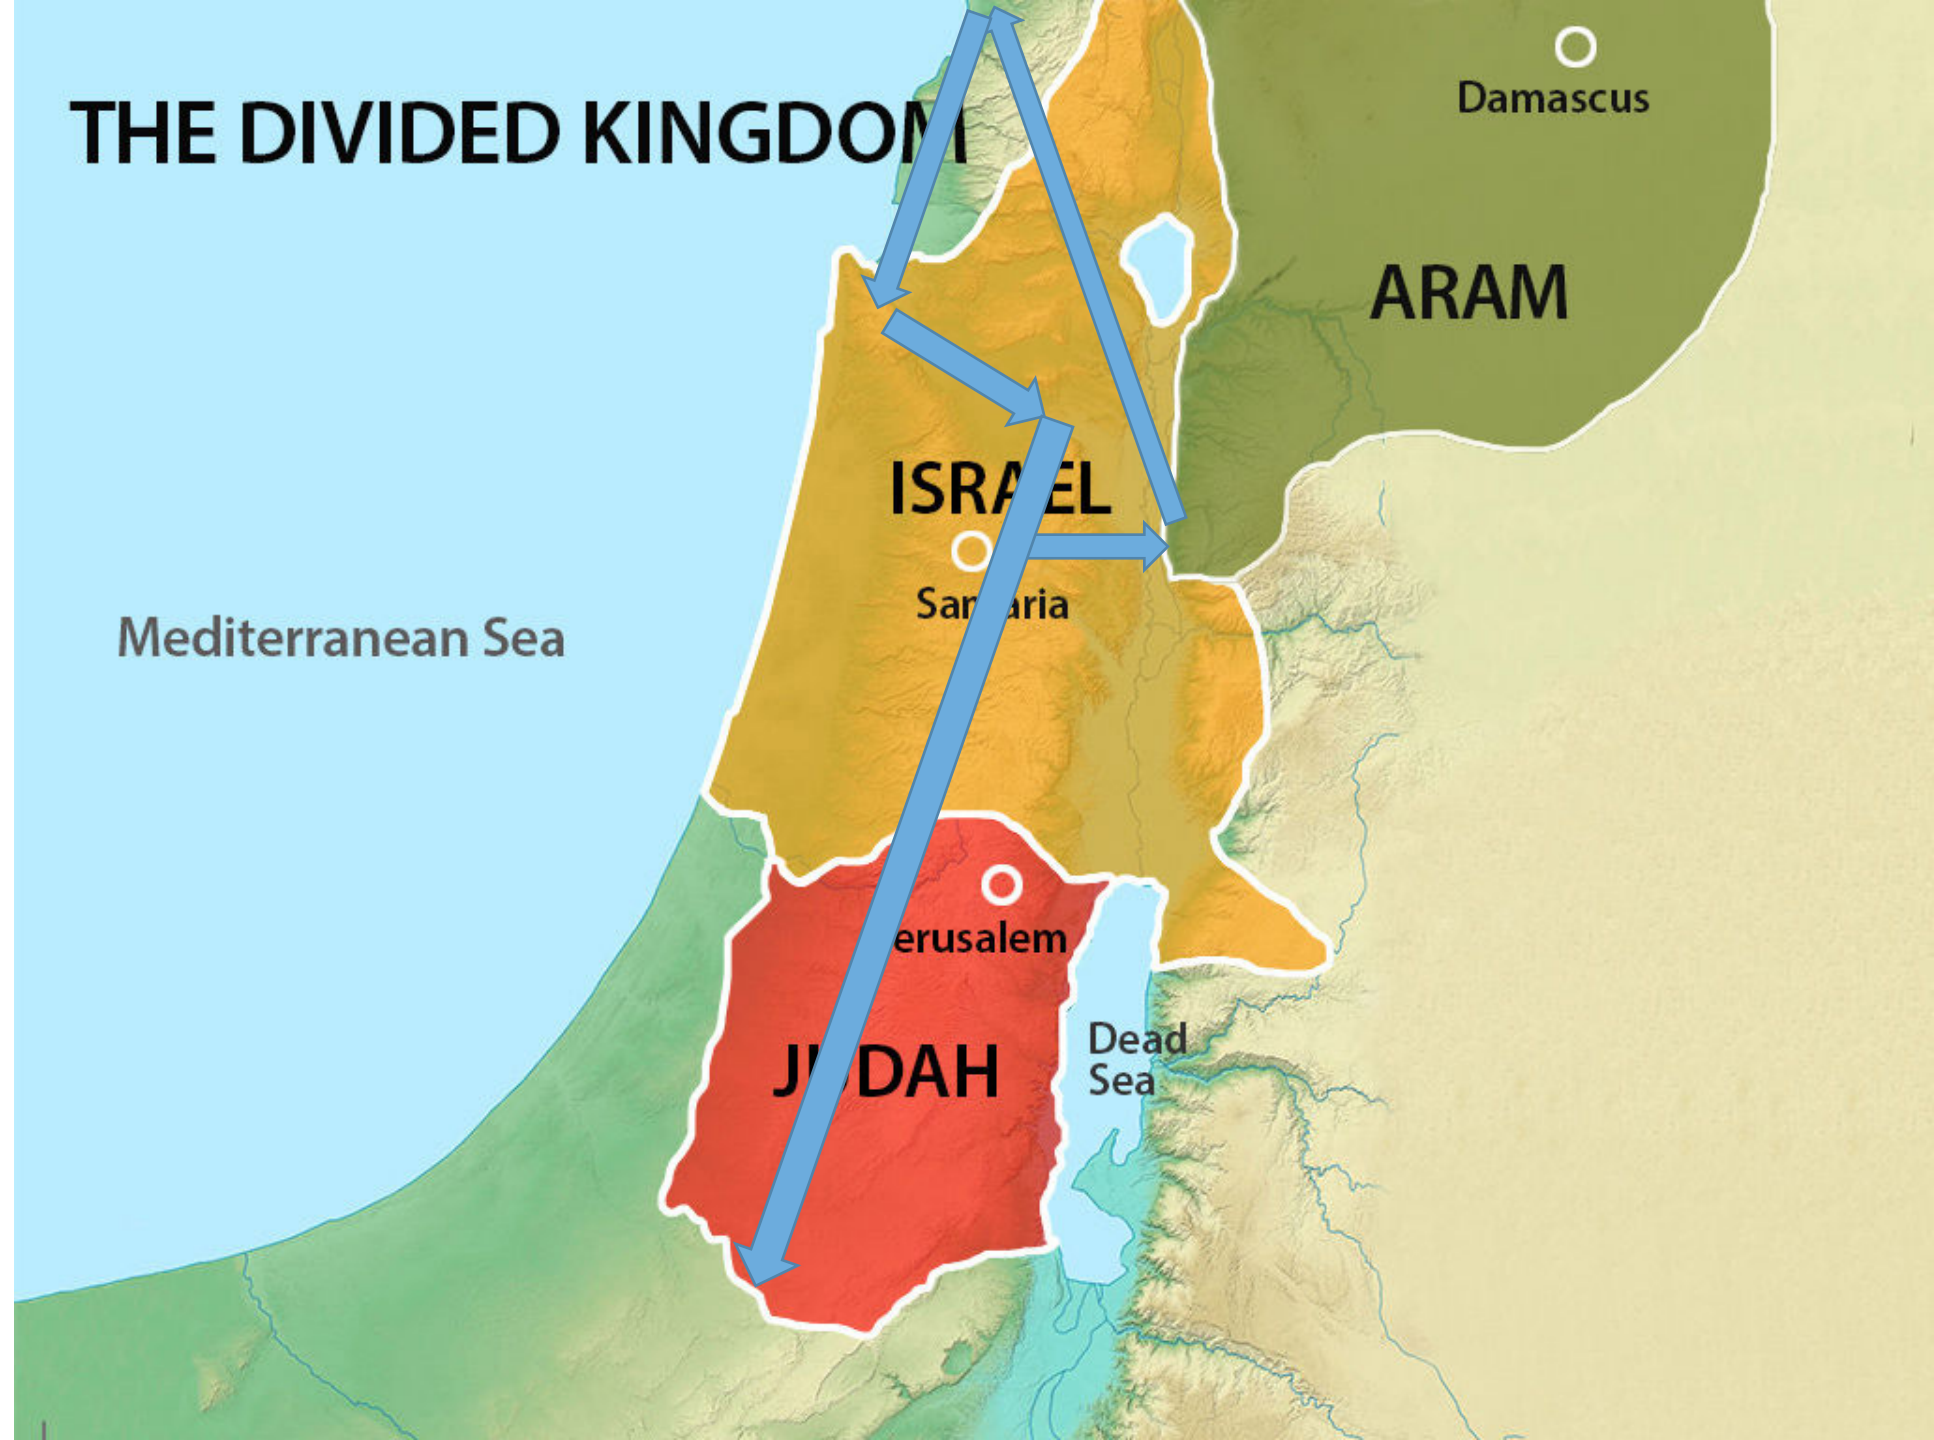 THE DIVIDED KINGDOM
Damascus
ARAM
ISRAEL
Samaria
Mediterranean Sea
Jerusalem
JUDAH
Dead
Sea